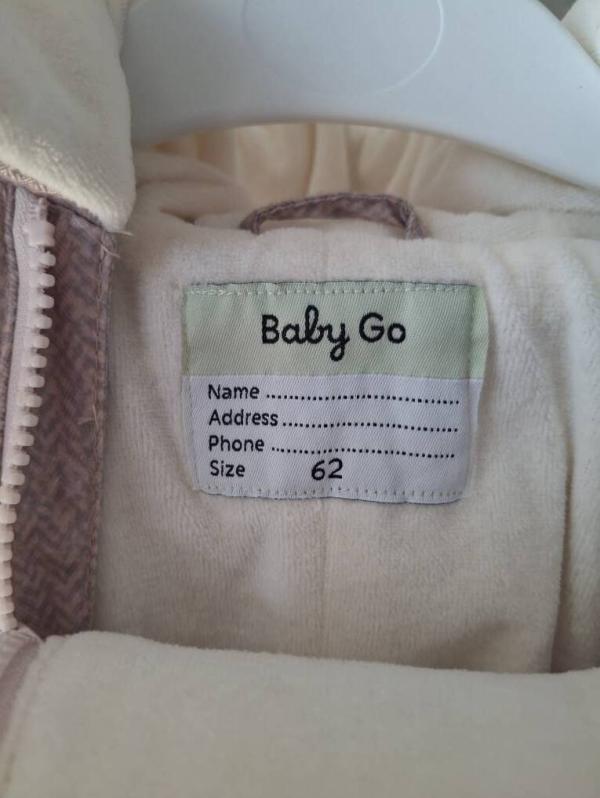 Baby Go
Name ........................................
Address .....................................
Phone .......................................
Size 62